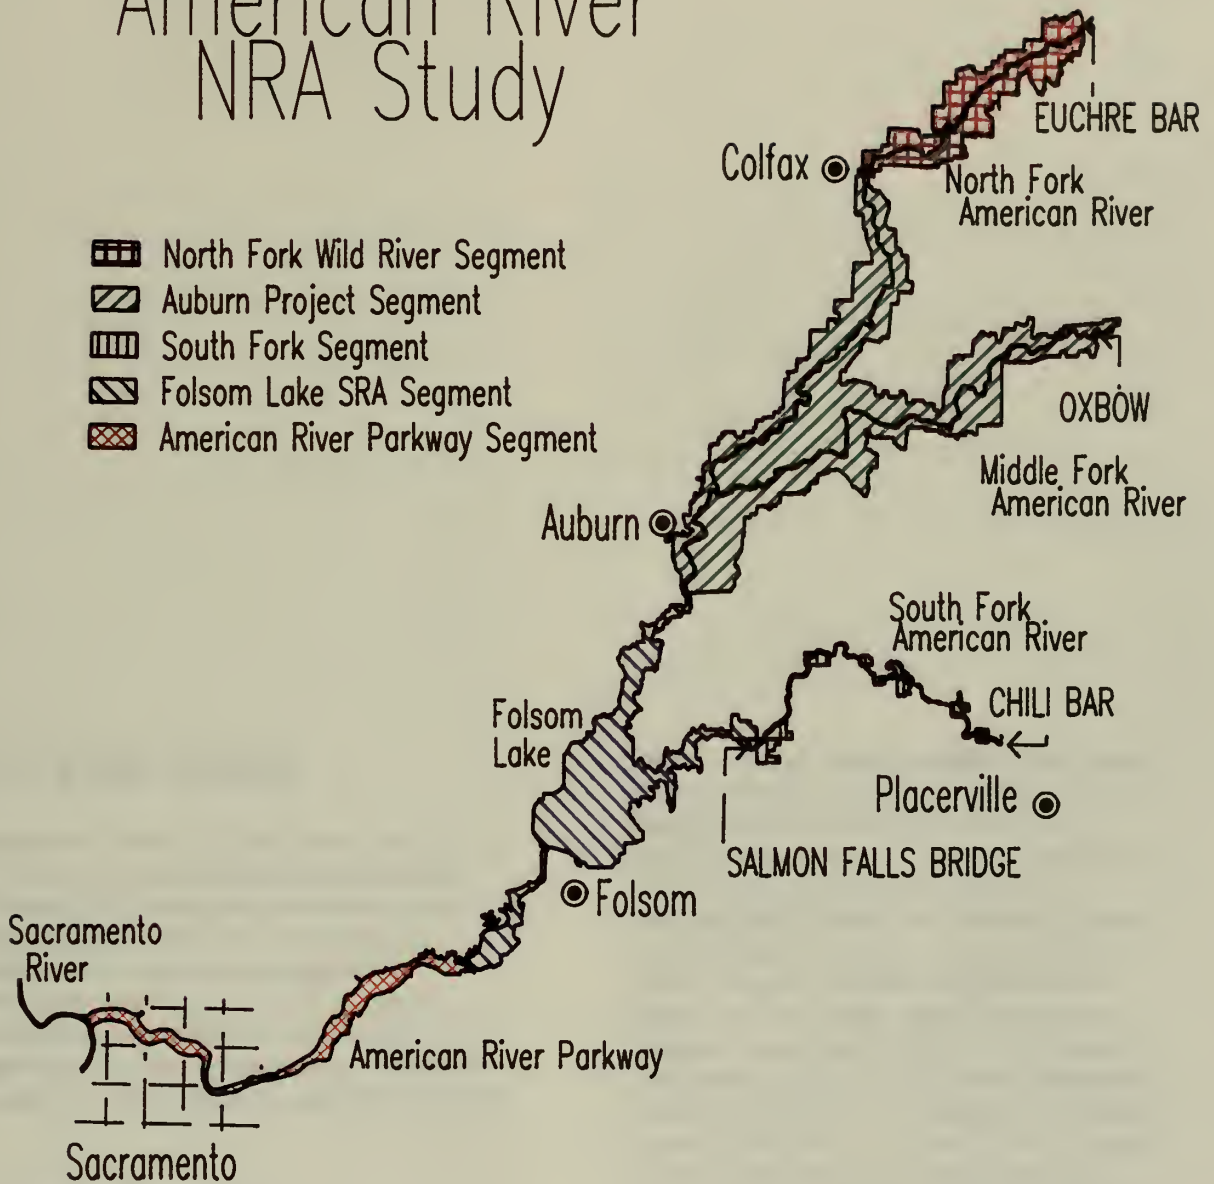 American River
NRA Study
North Fork Wild River Segment
Auburn Project Segment
South Fork Segment
Folsom Lake SRA Segment
American River Parkway Segment
EUCHRE BAR
Colfax
North Fork
American River
OXBOW
Middle Fork
American River
Auburn
South Fork
American River
CHILI BAR
Folsom
Lake
Placerville
SALMON FALLS BRIDGE
Folsom
Sacramento
River
American River Parkway
Sacramento